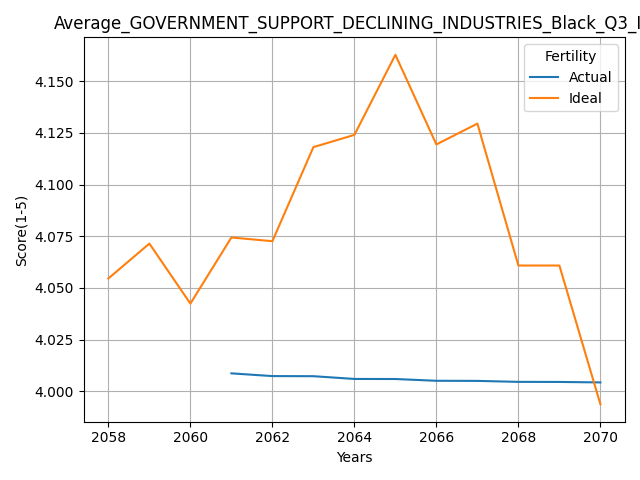 Average_GOVERNMENT_SUPPORT_DECLINING_INDUSTRIES_Black_Q3_I
Fertility
Actual
Ideal
4.150
4.125
4.100
4.075
4.050
4.025
4.000
Score(1-5)
2058 2060 2062 2064 2066 2068 2070
Years